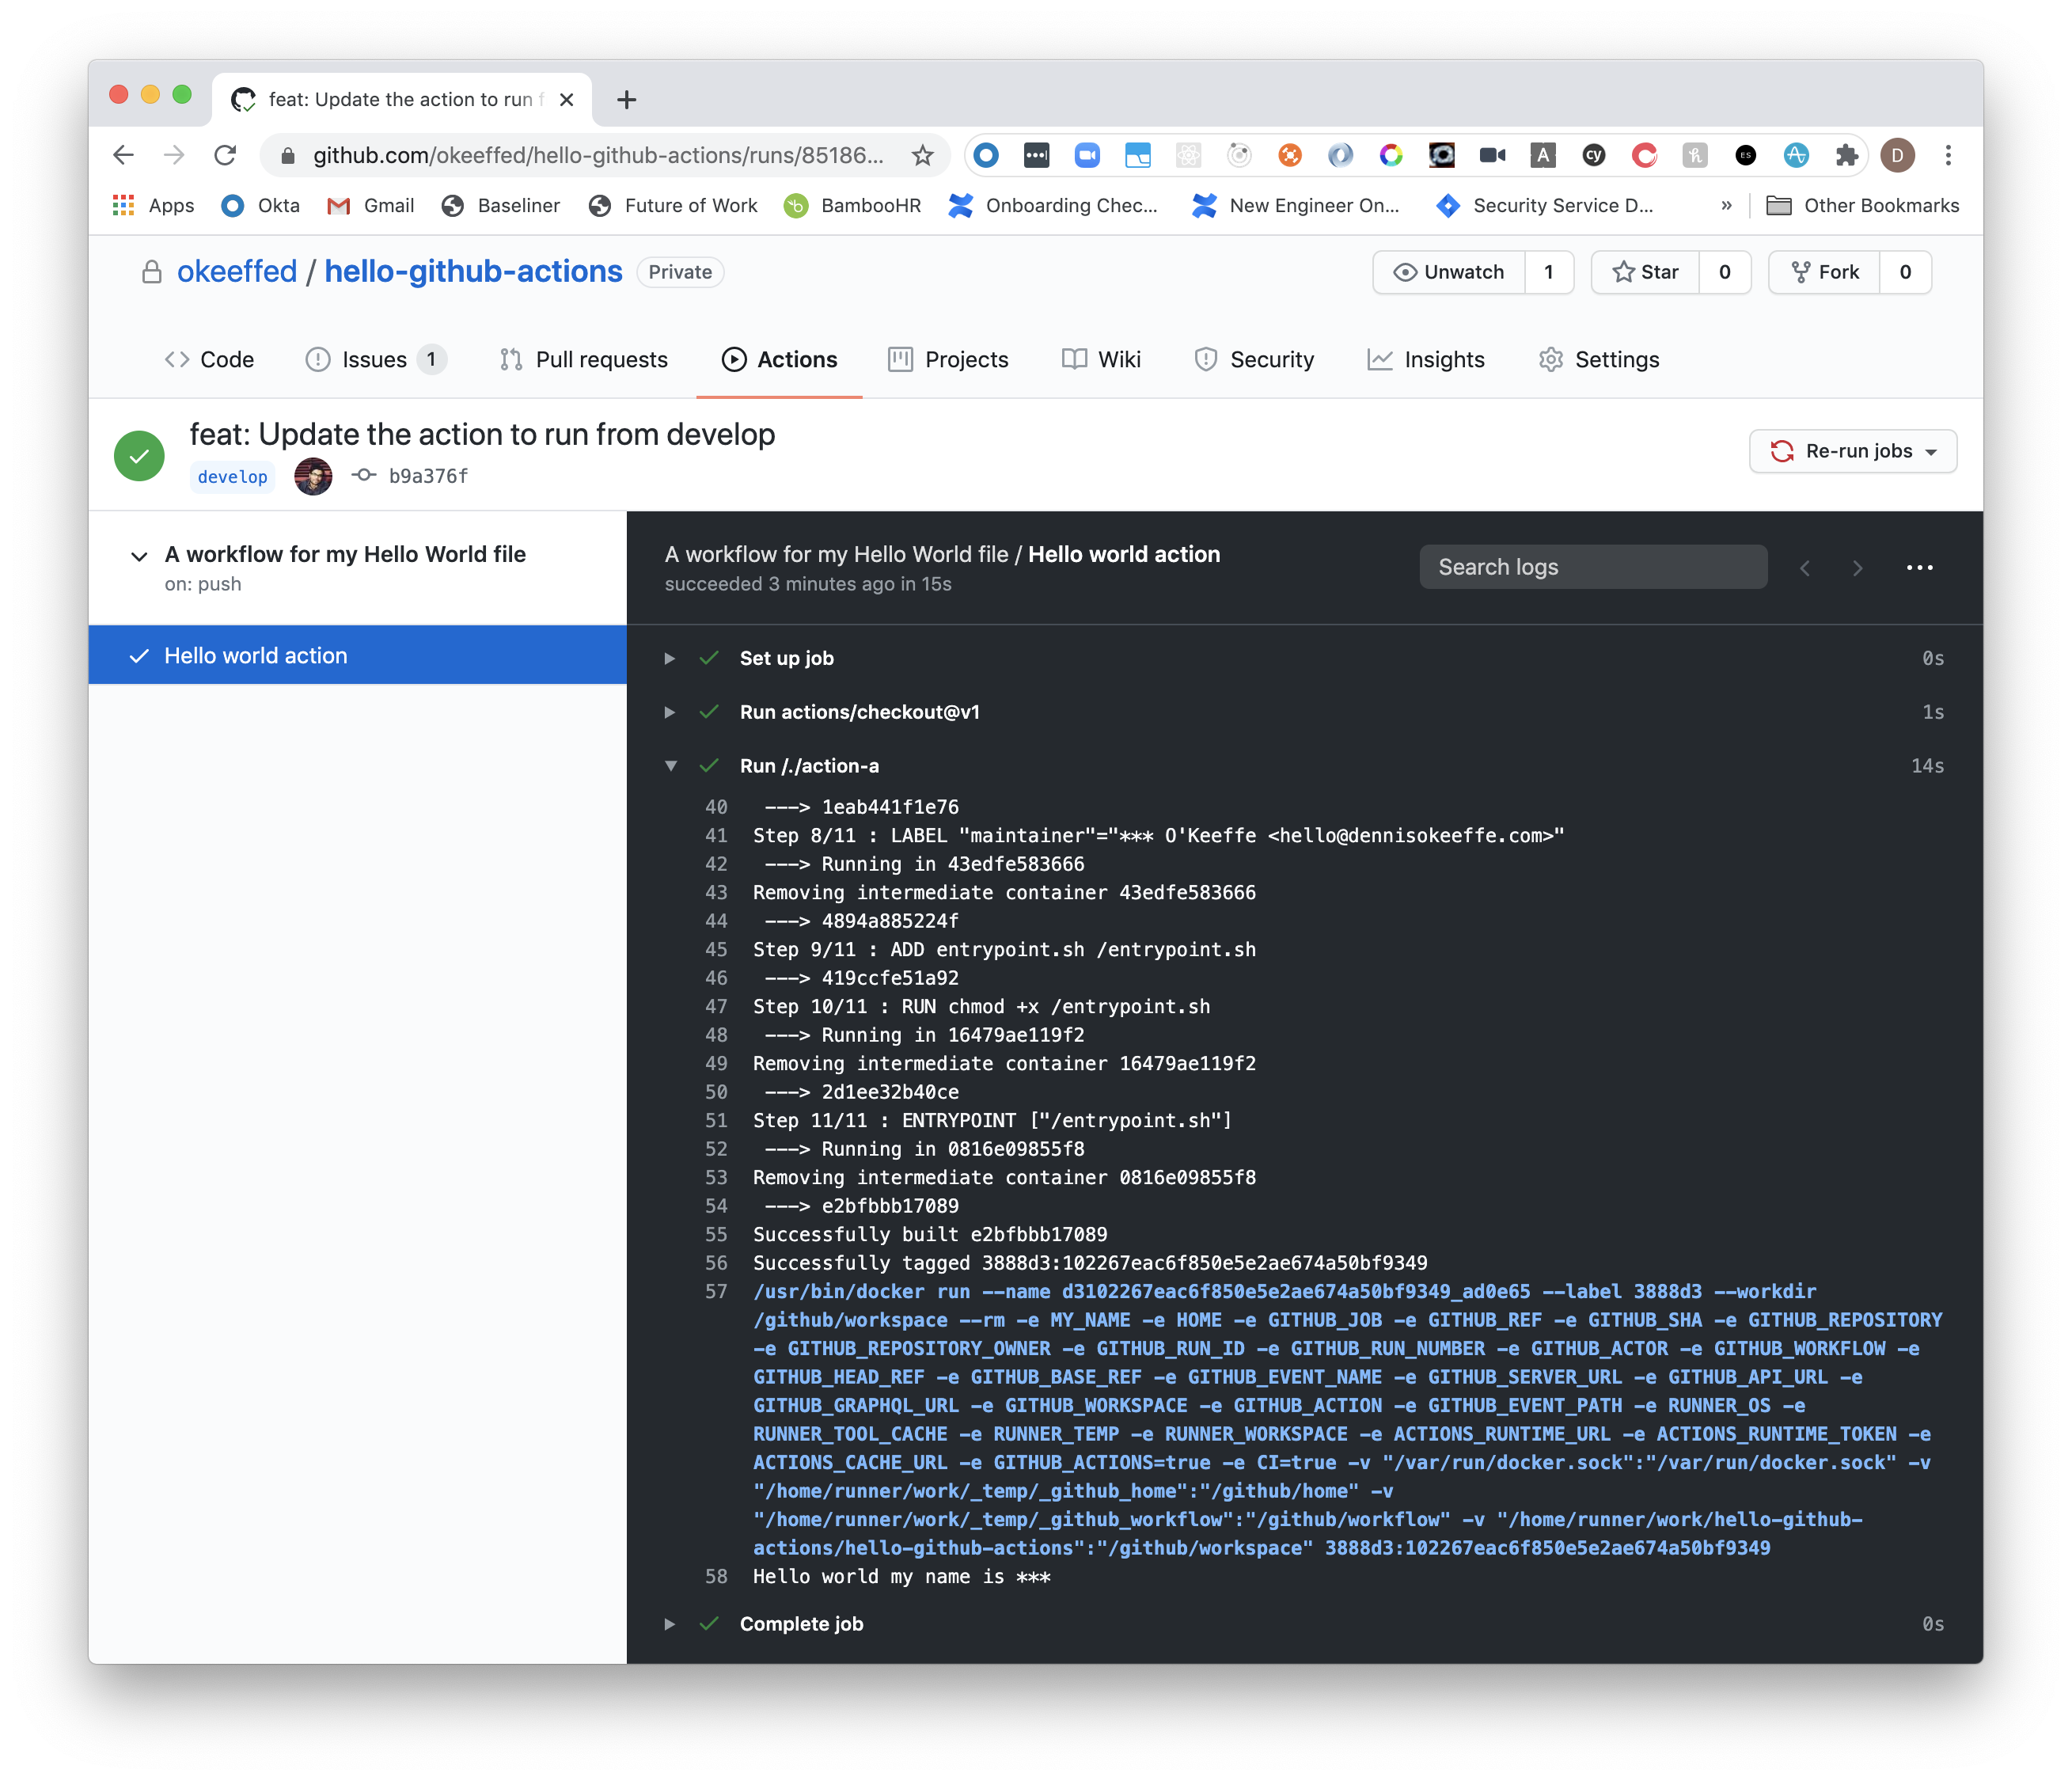 feat: Update the action to run f
github.com/okeeffed/hello-github-actions/runs/85186...
A
cy
ES
D
Apps
Okta
Gmail
Baseliner
Future of Work
BambooHR
Onboarding Chec...
New Engineer On...
Security Service D...
»
Other Bookmarks
okeeffed / hello-github-actions
Private
Unwatch 1
Star 0
Fork 0
Code
Issues 1
Pull requests
Actions
Projects
Wiki
Security
Insights
Settings
feat: Update the action to run from develop
develop
b9a376f
Re-run jobs
A workflow for my Hello World file
on: push
Hello world action
A workflow for my Hello World file / Hello world action
succeeded 3 minutes ago in 15s
Search logs
Set up job 0s
Run actions/checkout@v1 1s
Run /./action-a 14s
40 ---> 1eab441f1e76
41 Step 8/11 : LABEL "maintainer"="*** O'Keeffe <hello@dennisokeeffe.com>"
42 ---> Running in 43edfe583666
43 Removing intermediate container 43edfe583666
44 ---> 4894a885224f
45 Step 9/11 : ADD entrypoint.sh /entrypoint.sh
46 ---> 419ccfe51a92
47 Step 10/11 : RUN chmod +x /entrypoint.sh
48 ---> Running in 16479ae119f2
49 Removing intermediate container 16479ae119f2
50 ---> 2d1ee32b40ce
51 Step 11/11 : ENTRYPOINT ["/entrypoint.sh"]
52 ---> Running in 0816e09855f8
53 Removing intermediate container 0816e09855f8
54 ---> e2bfbbb17089
55 Successfully built e2bfbbb17089
56 Successfully tagged 3888d3:102267eac6f850e5e2ae674a50bf9349
57 /usr/bin/docker run --name d3102267eac6f850e5e2ae674a50bf9349_ad0e65 --label 3888d3 --workdir
/github/workspace --rm -e MY_NAME -e HOME -e GITHUB_JOB -e GITHUB_REF -e GITHUB_SHA -e GITHUB_REPOSITORY
-e GITHUB_REPOSITORY_OWNER -e GITHUB_RUN_ID -e GITHUB_RUN_NUMBER -e GITHUB_ACTOR -e GITHUB_WORKFLOW -e
GITHUB_HEAD_REF -e GITHUB_BASE_REF -e GITHUB_EVENT_NAME -e GITHUB_SERVER_URL -e GITHUB_API_URL -e
GITHUB_GRAPHQL_URL -e GITHUB_WORKSPACE -e GITHUB_ACTION -e GITHUB_EVENT_PATH -e RUNNER_OS -e
RUNNER_TOOL_CACHE -e RUNNER_TEMP -e RUNNER_WORKSPACE -e ACTIONS_RUNTIME_URL -e ACTIONS_RUNTIME_TOKEN -e
ACTIONS_CACHE_URL -e GITHUB_ACTIONS=true -e CI=true -v "/var/run/docker.sock":"/var/run/docker.sock" -v
"/home/runner/work/_temp/_github_home":"/github/home" -v
"/home/runner/work/_temp/_github_workflow":"/github/workflow" -v "/home/runner/work/hello-github-
actions/hello-github-actions":"/github/workspace" 3888d3:102267eac6f850e5e2ae674a50bf9349
58 Hello world my name is ***
Complete job 0s